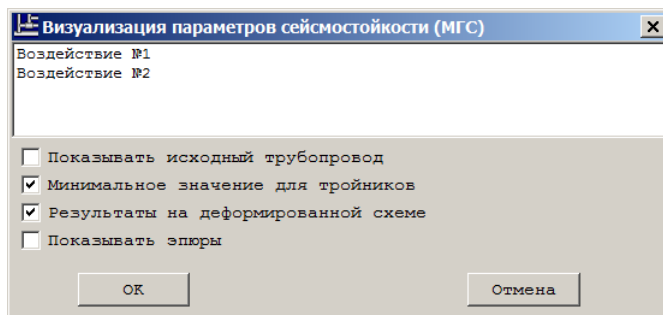 Визуализация параметров сейсмостойкости (МГС)
Воздействие №1
Воздействие №2
Показывать исходный трубопровод
Минимальное значение для тройников
Результаты на деформированной схеме
Показывать эпюры
OK
Отмена